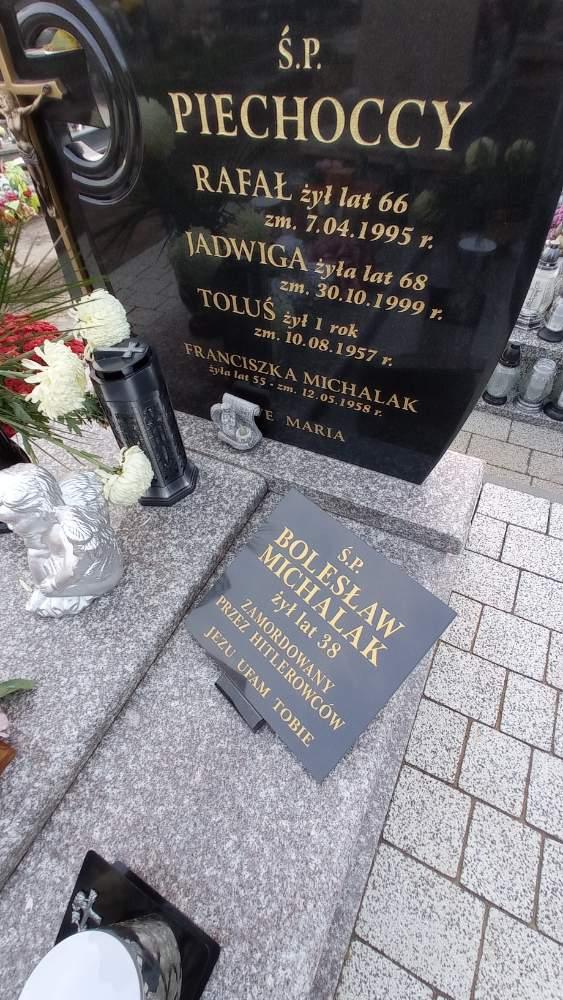 Ś.P.
PIECHOCCY
RAFAŁ żył lat 66
zm. 7.04.1995 r.
JADWIGA żyła lat 68
zm. 30.10.1999 r.
TOLUŚ żył 1 rok
zm. 10.08.1957 r.
FRANCISZKA MICHALAK
żyła lat 55 - zm. 12.05.1958 r.
E MARIA
Ś.P.
BOLESŁAW
MICHALAK
żył lat 38
ZAMORDOWANY
PRZEZ HITLEROWCÓW
JEZU UFAM TOBIE